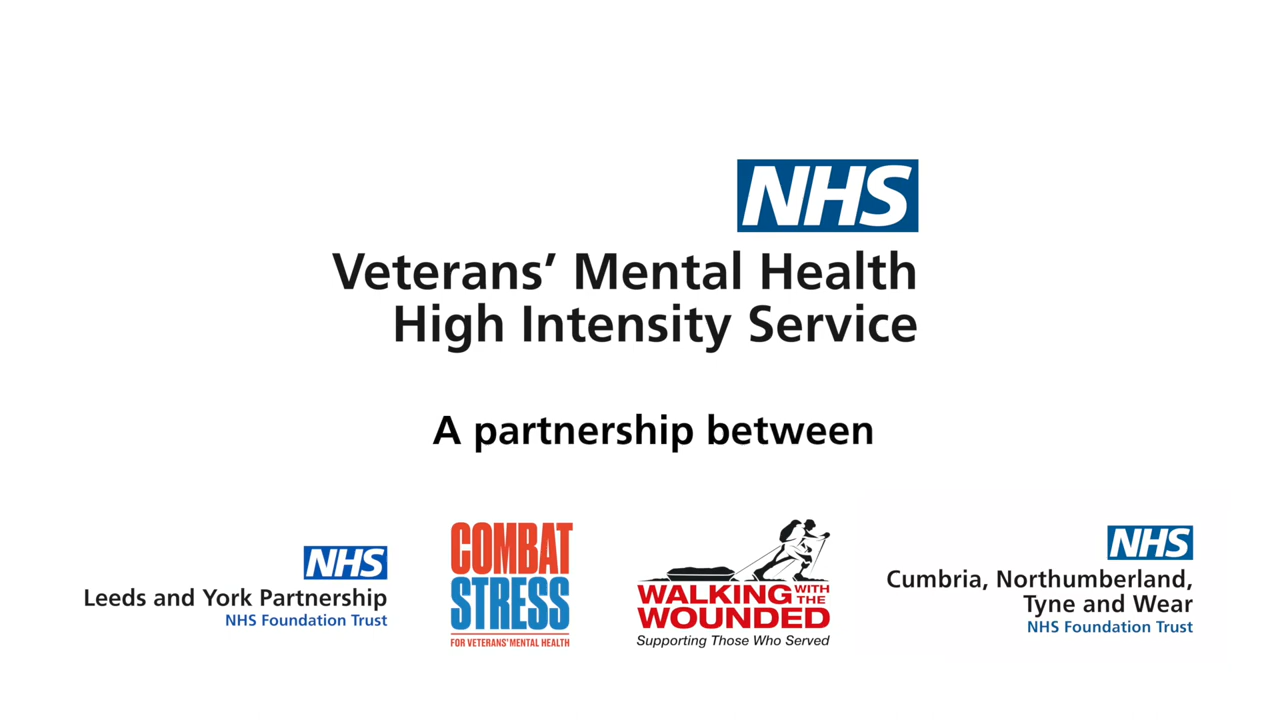 NHS
Veterans’ Mental Health
High Intensity Service
A partnership between
NHS
Leeds and York Partnership
NHS Foundation Trust
COMBAT
STRESS
FOR VETERANS’ MENTAL HEALTH
WALKING WITH THE
WOUNDED
Supporting Those Who Served
NHS
Cumbria, Northumberland,
Tyne and Wear
NHS Foundation Trust